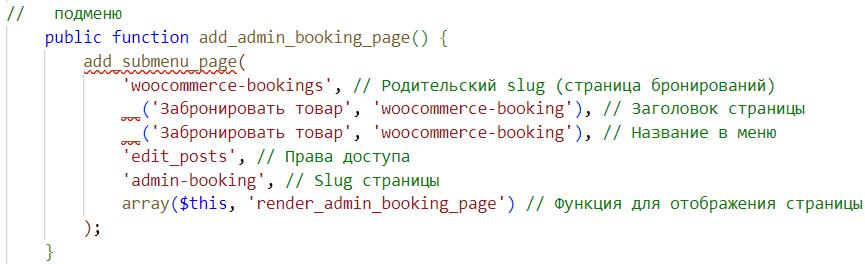 //   подменю
    public function add_admin_booking_page() {
        add_submenu_page(
            'woocommerce-bookings', // Родительский slug (страница бронирований)
            __('Забронировать товар', 'woocommerce-booking'), // Заголовок страницы
            __('Забронировать товар', 'woocommerce-booking'), // Название в меню
            'edit_posts', // Права доступа
            'admin-booking', // Slug страницы
            array($this, 'render_admin_booking_page') // Функция для отображения страницы
        );
    }